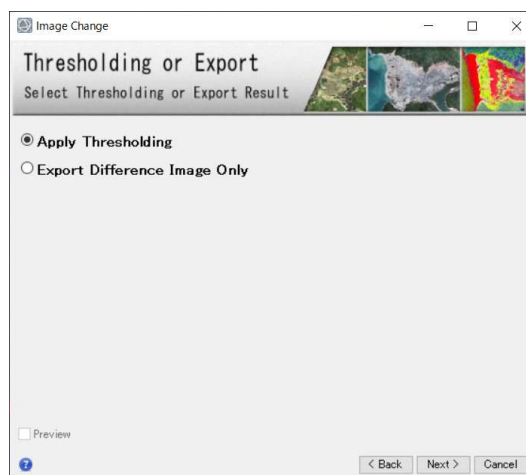 Image Change
Thresholding or Export
Select Thresholding or Export Result
Apply Thresholding
Export Difference Image Only
Preview
?
< Back Next > Cancel